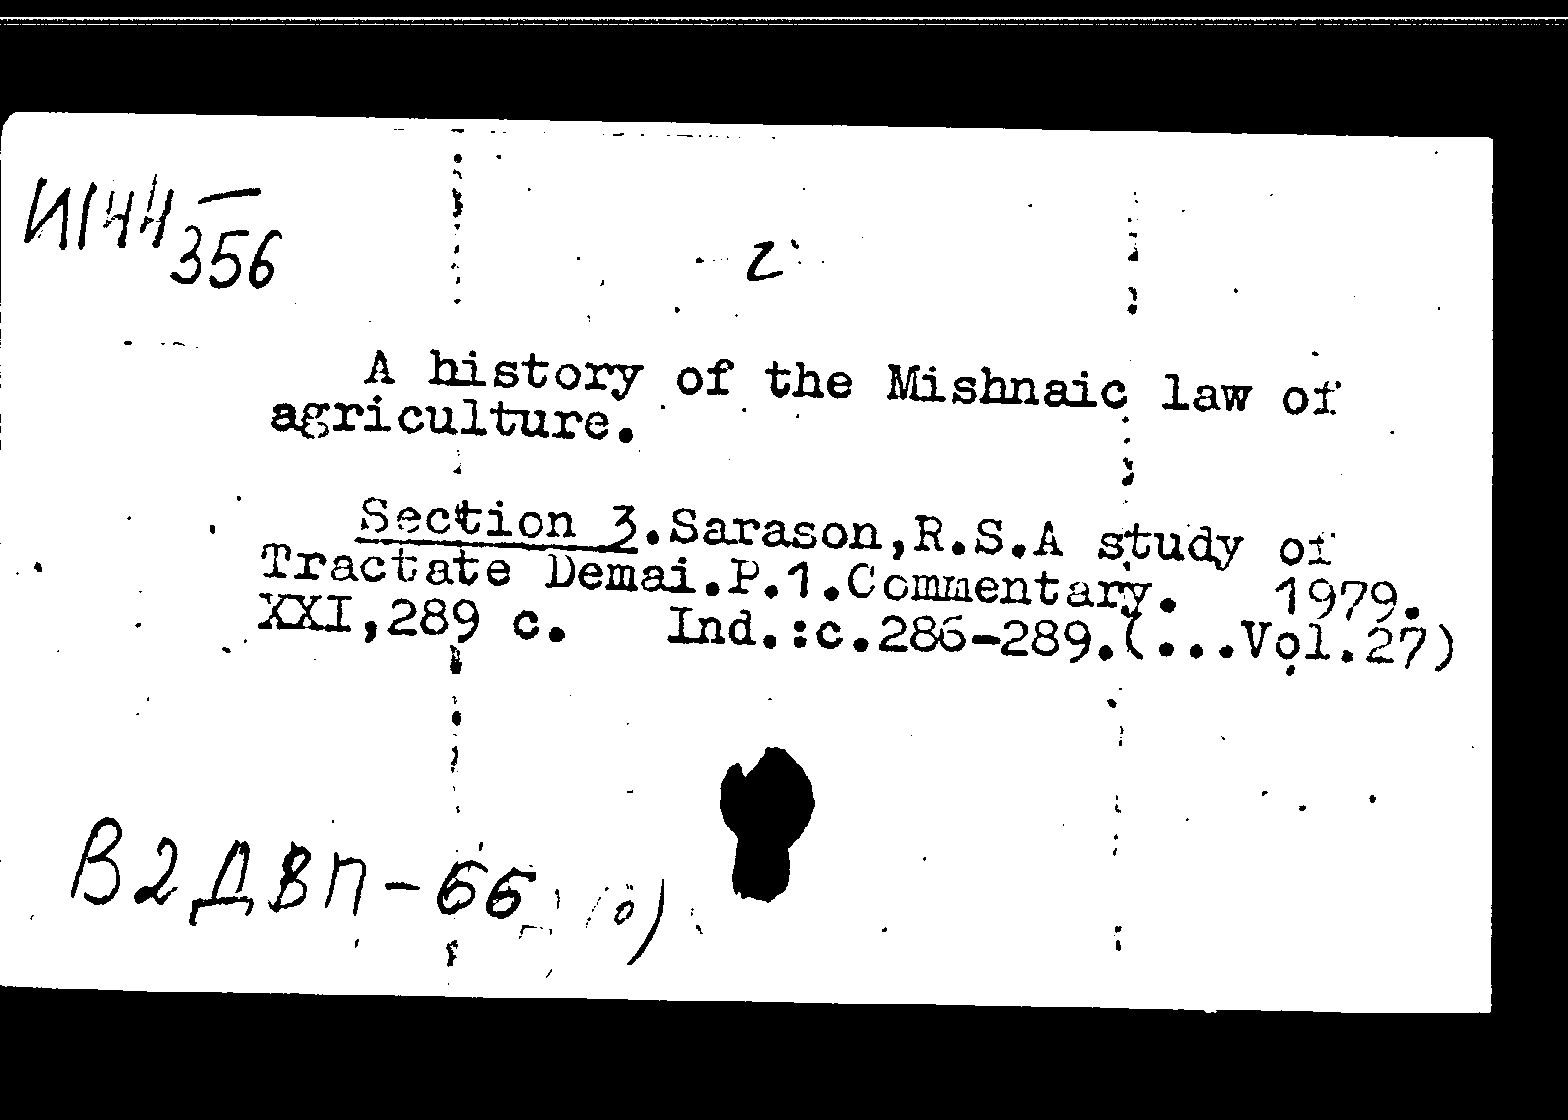 И144
356
2
A history of the Mishnaic law of
agriculture.
Section 3.Sarason,R.S.A study of
Tractate Demai.P.1.Commentary. 1979.
XXI,289 c. Ind.:c.286-289.(...Vol.27)
В2ДВП-66 (0)